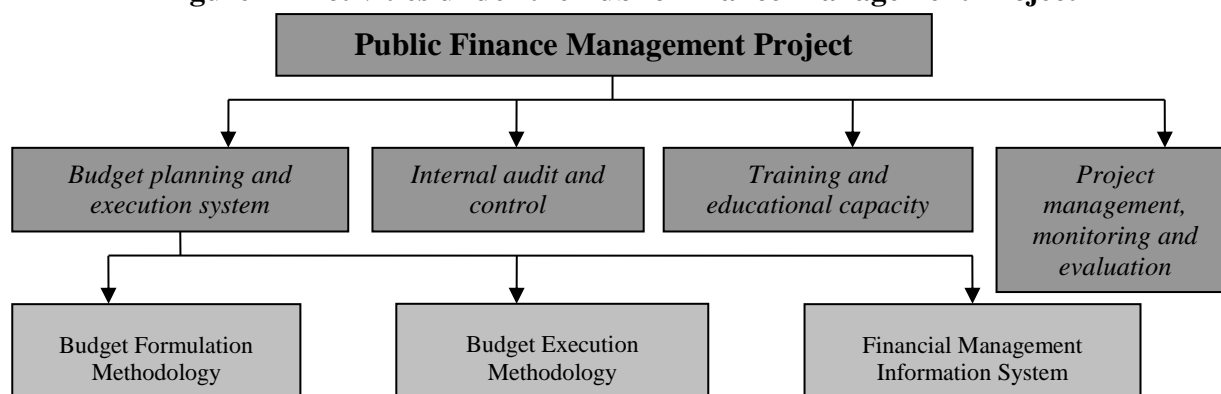 Public Finance Management Project
Budget planning and
execution system
Internal audit and
control
Training and
educational capacity
Project
management,
monitoring and
evaluation
Budget Formulation
Methodology
Budget Execution
Methodology
Financial Management
Information System